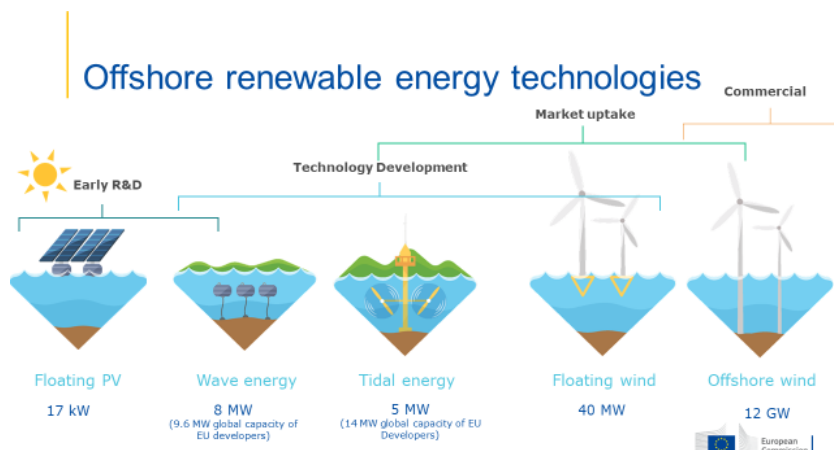 Offshore renewable energy technologies
Commercial
Market uptake
Technology Development
Early R&D
Floating PV
Wave energy
Tidal energy
Floating wind
Offshore wind
17 kW
8 MW
(9.6 MW global capacity of
EU developers)
5 MW
(14 MW global capacity of EU
Developers)
40 MW
12 GW
European
Commission